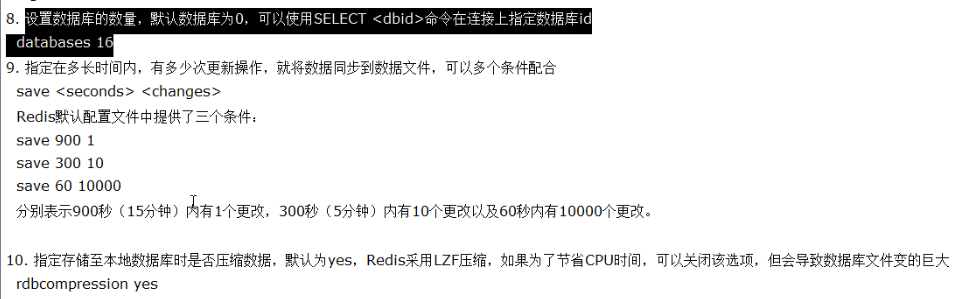 8. 设置数据库的数量，默认数据库为0，可以使用SELECT <dbid>命令在连接上指定数据库id
databases 16
9. 指定在多长时间内，有多少次更新操作，就将数据同步到数据文件，可以多个条件配合
save <seconds> <changes>
Redis默认配置文件中提供了三个条件：
save 900 1
save 300 10
save 60 10000
分别表示900秒（15分钟）内有1个更改，300秒（5分钟）内有10个更改以及60秒内有10000个更改。
10. 指定存储至本地数据库时是否压缩数据，默认为yes，Redis采用LZF压缩，如果为了节省CPU时间，可以关闭该选项，但会导致数据库文件变的巨大
rdbcompression yes